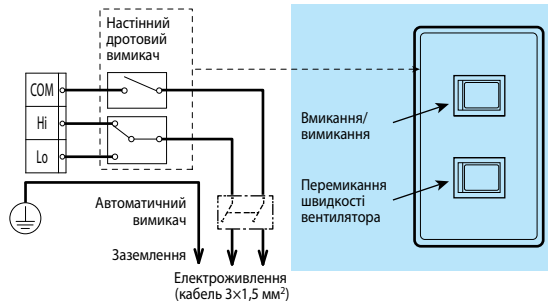 Настінний
дротовий
вимикач
COM
Hi
Lo
Вмикання/
вимикання
Перемикання
швидкості
вентилятора
Автоматичний
вимикач
Заземлення
Електроживлення
(кабель 3×1,5 мм²)